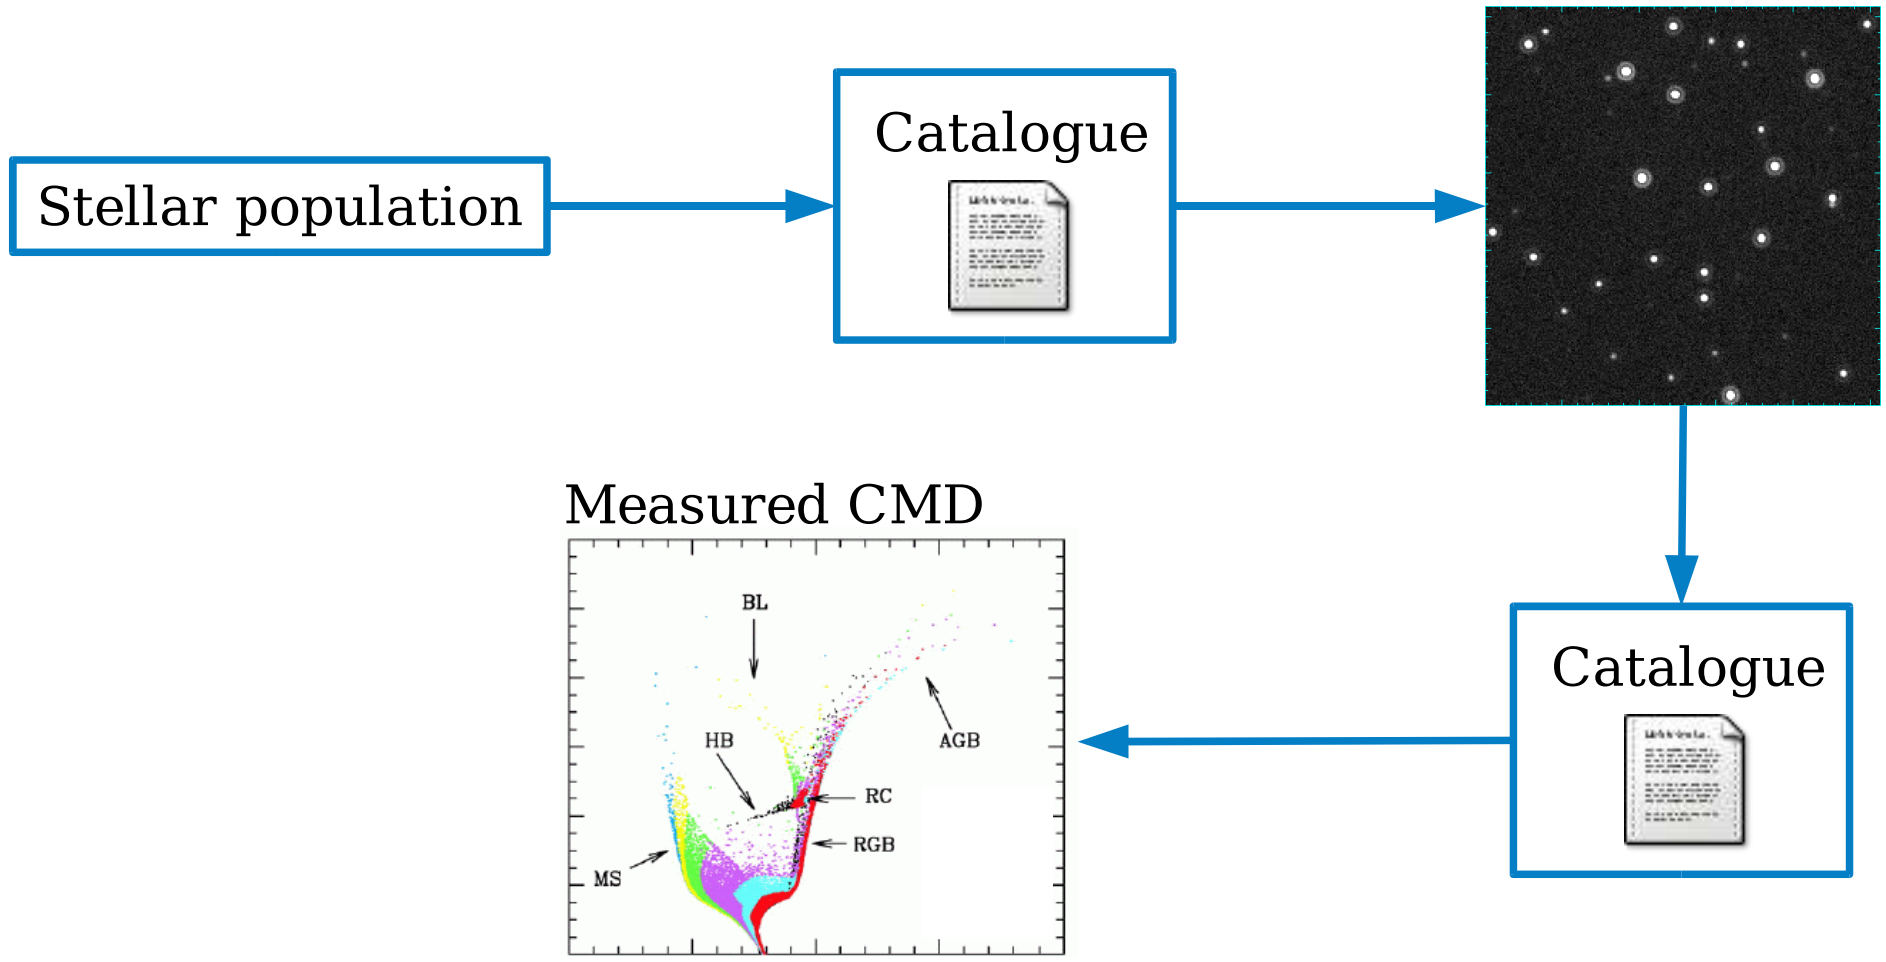 Stellar population
Catalogue
Measured CMD
BL
HB
AGB
RC
RGB
MS
Catalogue